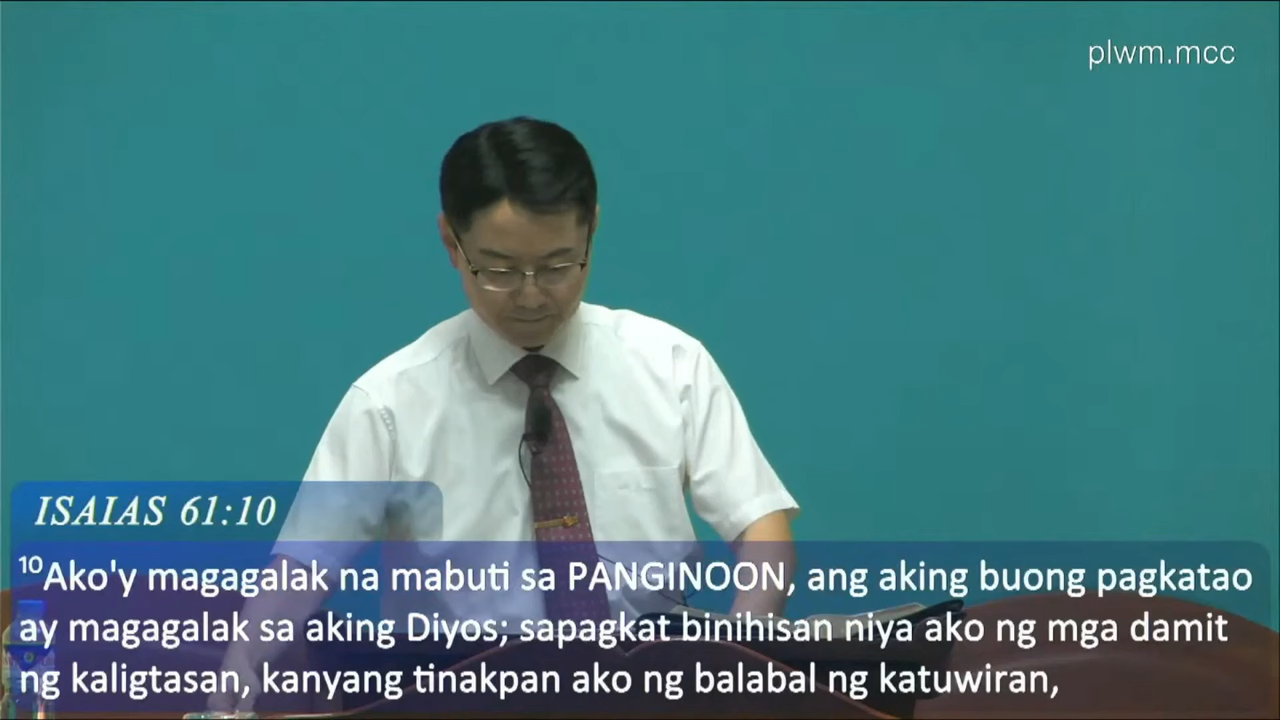 plwm.mcc
ISAIAS 61:10
¹⁰Ako'y magagalak na mabuti sa PANGINOON, ang aking buong pagkatao
ay magagalak sa aking Diyos; sapagkat binihisan niya ako ng mga damit
ng kaligtasan, kanyang tinakpan ako ng balabal ng katuwiran,